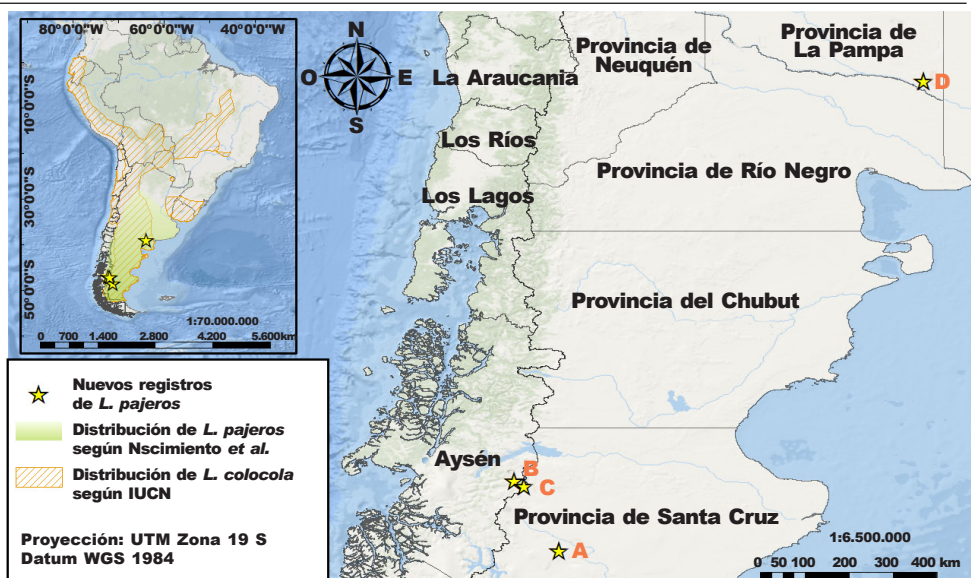 80°0'0"W 60°0'0"W 40°0'0"W
10°0'0"S
30°0'0"S
50°0'0"S
1:70.000.000
0 700 1.400 2.800 4.200 5.600 km
N
O E
S
Nuevos registros
de L. pajeros
Distribución de L. pajeros
según Nscimiento et al.
Distribución de L. colocola
según IUCN
Proyección: UTM Zona 19 S
Datum WGS 1984
La Araucania
Provincia de
Neuquén
Provincia de
La Pampa
D
Los Ríos
Los Lagos
Provincia de Río Negro
Provincia del Chubut
Aysén
B
C
Provincia de Santa Cruz
A
1:6.500.000
0 50 100 200 300 400 km